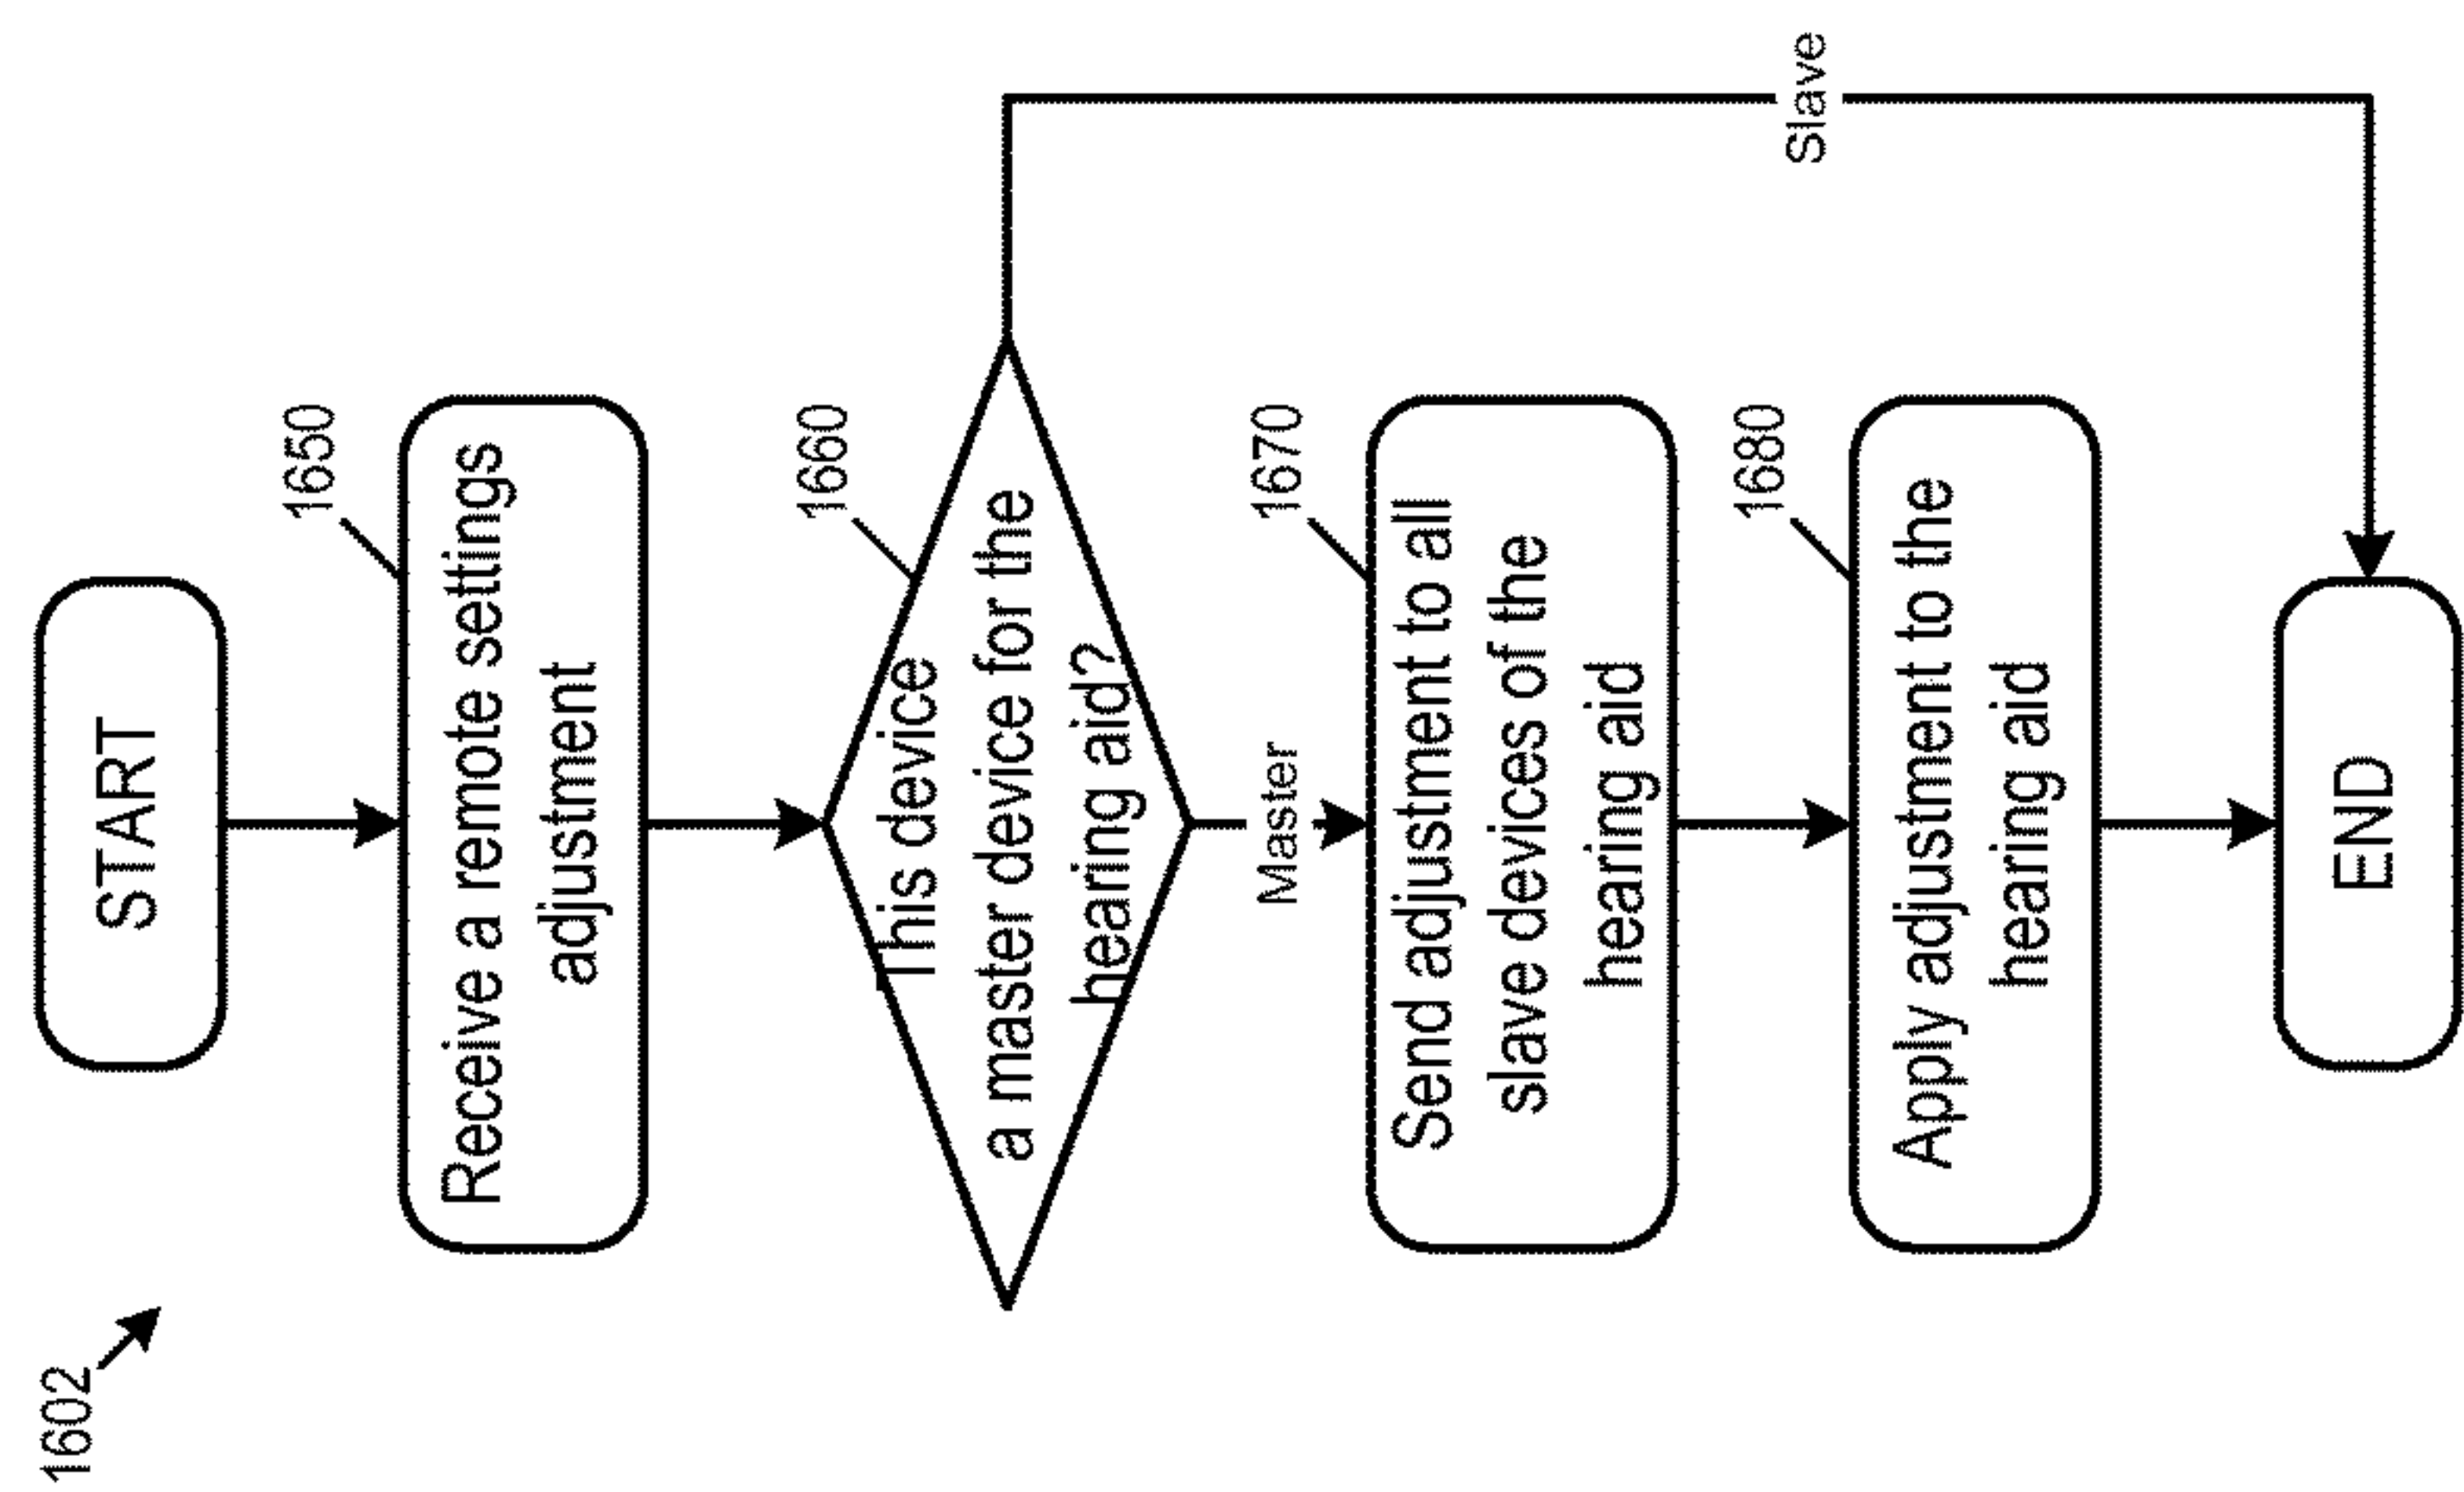 1602
START
1650
Receive a remote settings
adjustment
1660
This device
a master device for the
hearing aid?
Master
Slave
1670
Send adjustment to all
slave devices of the
hearing aid
1680
Apply adjustment to the
hearing aid
END